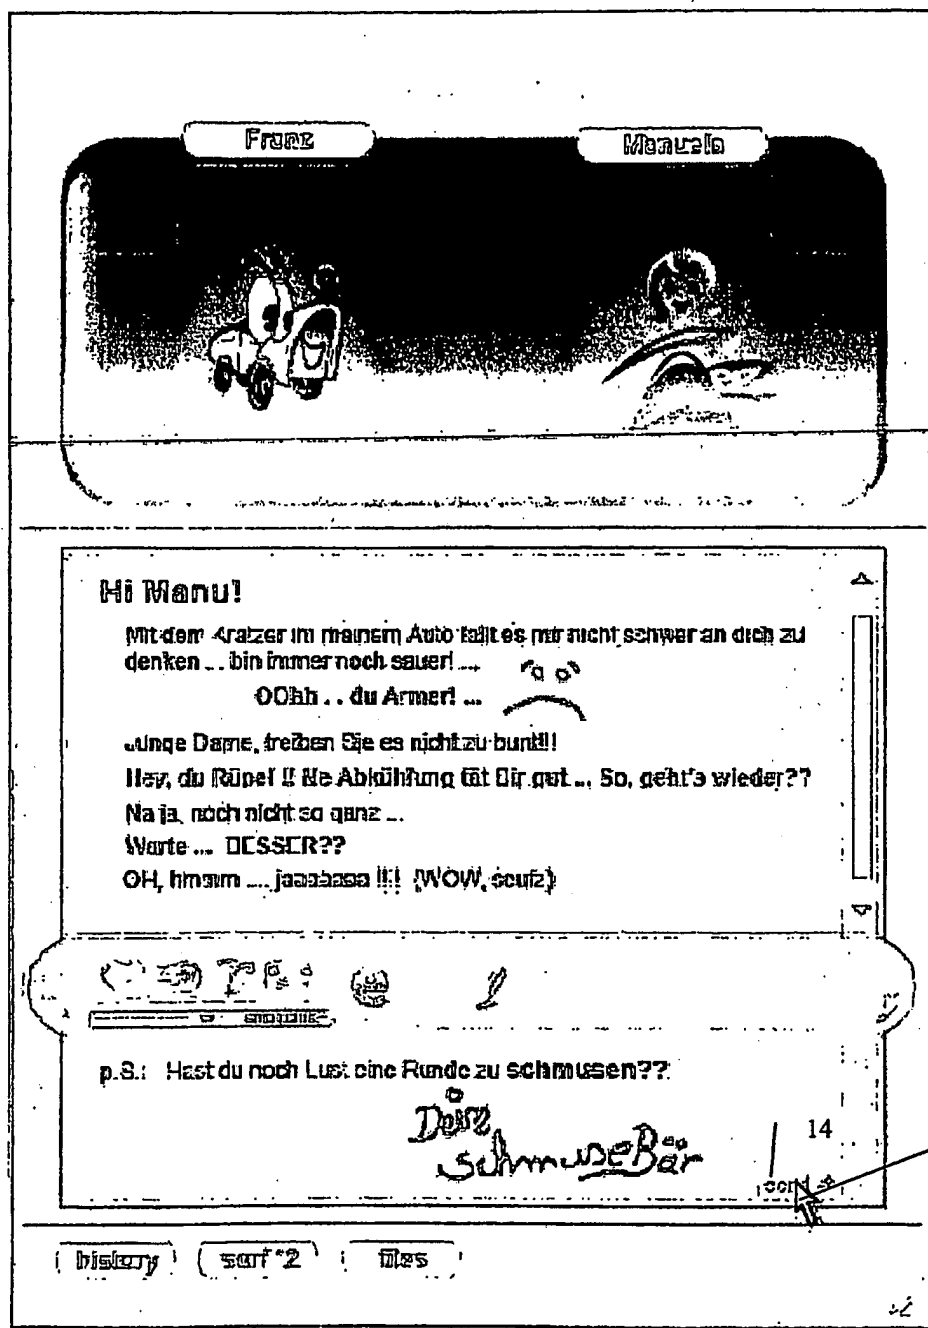 Franz
Manuela
Hi Manu!
Mit dem Kratzer im meinem Auto fällt es mir nicht schwer an dich zu
denken ... bin immer noch sauer! ....
OOhh . . du Armer! ...
Junge Dame, treiben Sie es nicht zu bunt!!!
Hey, du Rüpel !! Ne Abkühlung tät Dir gut ... So, geht's wieder??
Na ja, noch nicht so ganz ...
Warte ... BESSER??
OH, hmmm .... jaaaaaaa !!!! (WOW, seufz)
emoticons
p.S.: Hast du noch Lust eine Runde zu schmusen??
Dein
SchmuseBär
14
send
history
surf *2
files